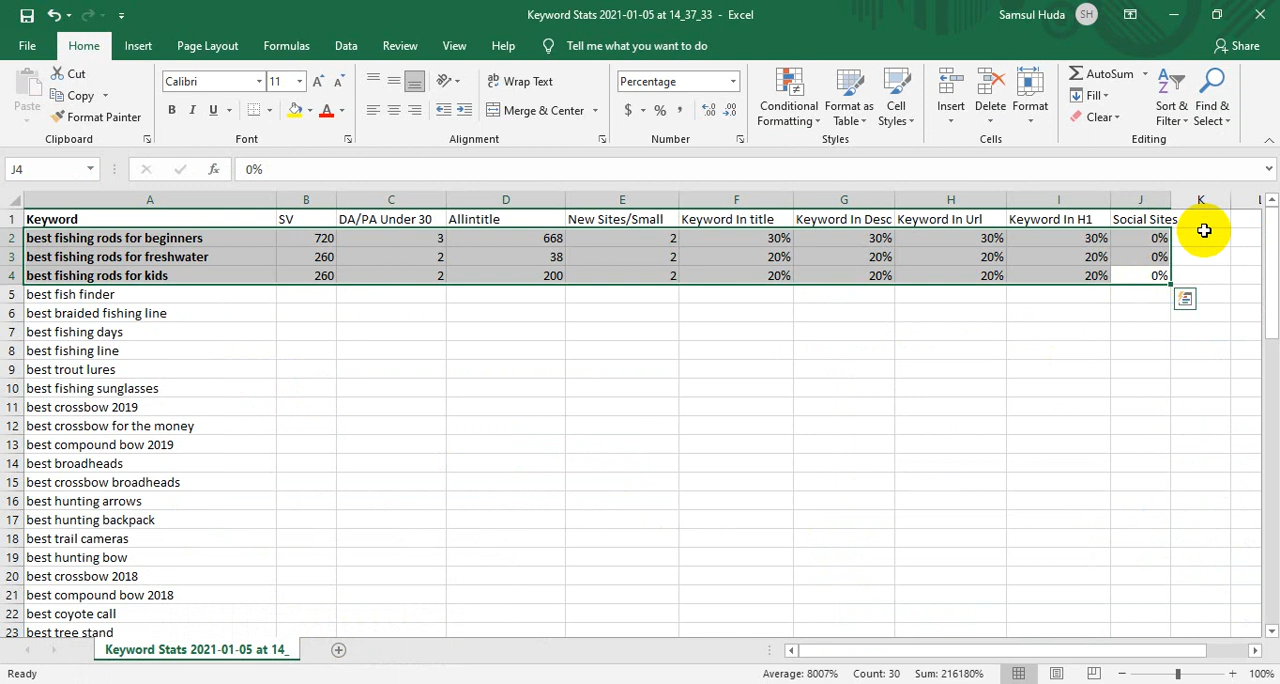 Keyword Stats 2021-01-05 at 14_37_33 - Excel
Samsul Huda SH
File Home Insert Page Layout Formulas Data Review View Help Tell me what you want to do Share
Paste
Cut
Copy
Format Painter
Clipboard
Calibri 11 A A
B I U A
Font
ab Wrap Text
Merge & Center
Alignment
Percentage
$ % ,
Number
Conditional Formatting
Format as Table
Cell Styles
Styles
Insert Delete Format
Cells
AutoSum
Fill
Clear
Sort & Filter
Find & Select
Editing
J4 fx 0%
A B C D E F G H I J K L
1 Keyword SV DA/PA Under 30 Allintitle New Sites/Small Keyword In title Keyword In Desc Keyword In Url Keyword In H1 Social Sites
2 best fishing rods for beginners 720 3 668 2 30% 30% 30% 30% 0%
3 best fishing rods for freshwater 260 2 38 2 20% 20% 20% 20% 0%
4 best fishing rods for kids 260 2 200 2 20% 20% 20% 20% 0%
5 best fish finder
6 best braided fishing line
7 best fishing days
8 best fishing line
9 best trout lures
10 best fishing sunglasses
11 best crossbow 2019
12 best crossbow for the money
13 best compound bow 2019
14 best broadheads
15 best crossbow broadheads
16 best hunting arrows
17 best hunting backpack
18 best trail cameras
19 best hunting bow
20 best crossbow 2018
21 best compound bow 2018
22 best coyote call
23 best tree stand
Keyword Stats 2021-01-05 at 14_
Ready Average: 8007% Count: 30 Sum: 216180% 100%